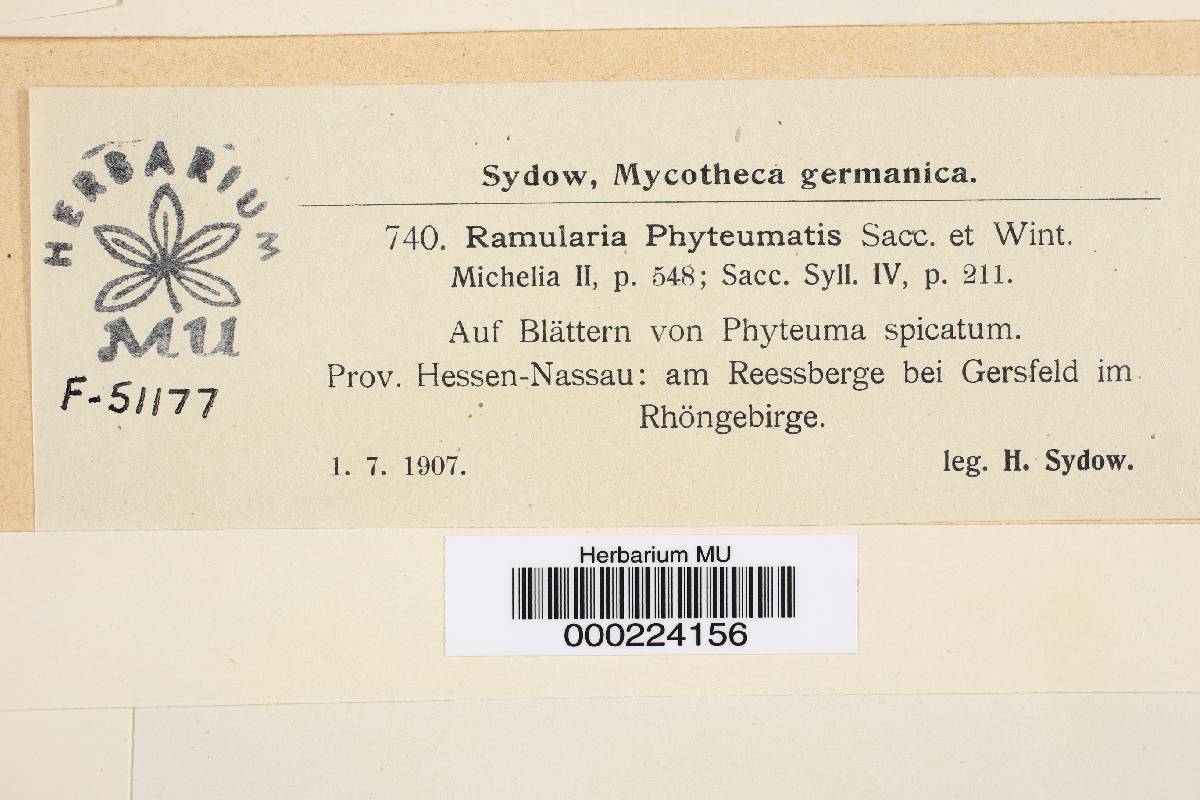 HERBARIUM
MU
F-51177
Sydow, Mycotheca germanica.
740. Ramularia Phyteumatis Sacc. et Wint.
Michelia II, p. 548; Sacc. Syll. IV, p. 211.
Auf Blättern von Phyteuma spicatum.
Prov. Hessen-Nassau: am Reessberge bei Gersfeld im
Rhöngebirge.
1. 7. 1907.
leg. H. Sydow.
Herbarium MU
000224156